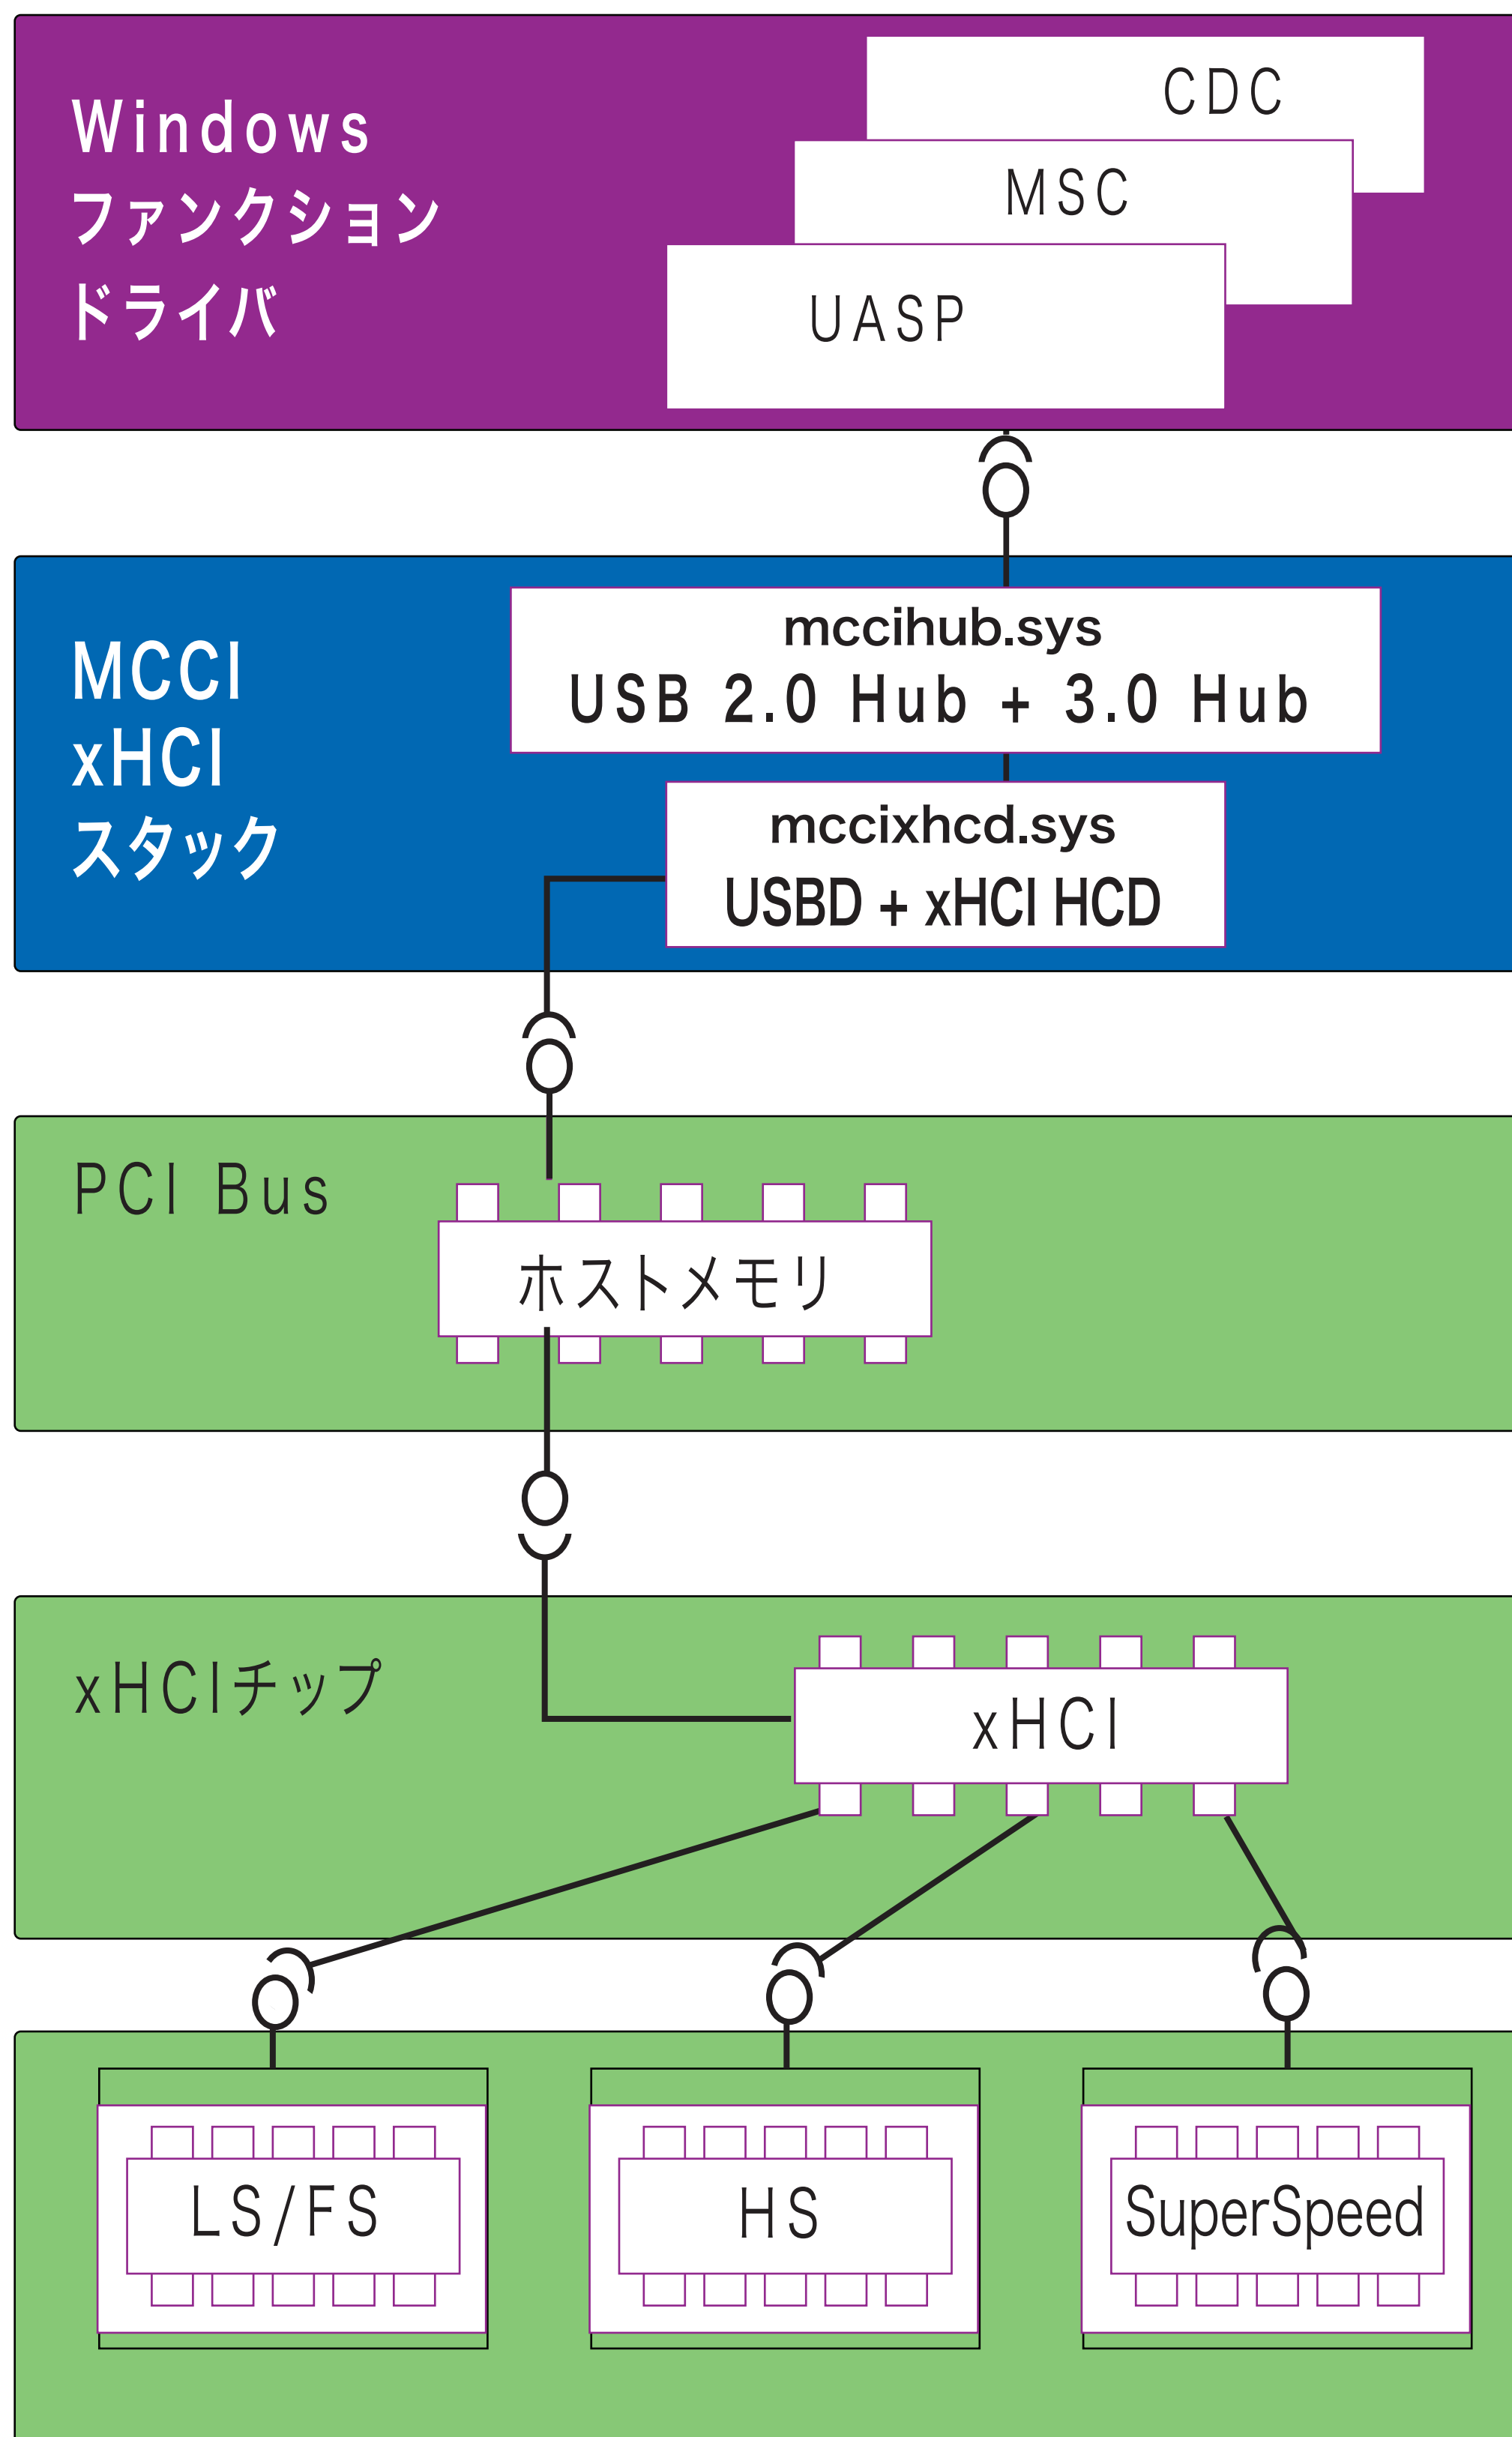 Windows
ファンクション
ドライバ
CDC
MSC
UASP
MCCI
xHCI
スタック
mccihub.sys
USB 2.0 Hub + 3.0 Hub
mccixhcd.sys
USBD + xHCI HCD
PCI Bus
ホストメモリ
xHCIチップ
xHCI
LS/FS
HS
SuperSpeed